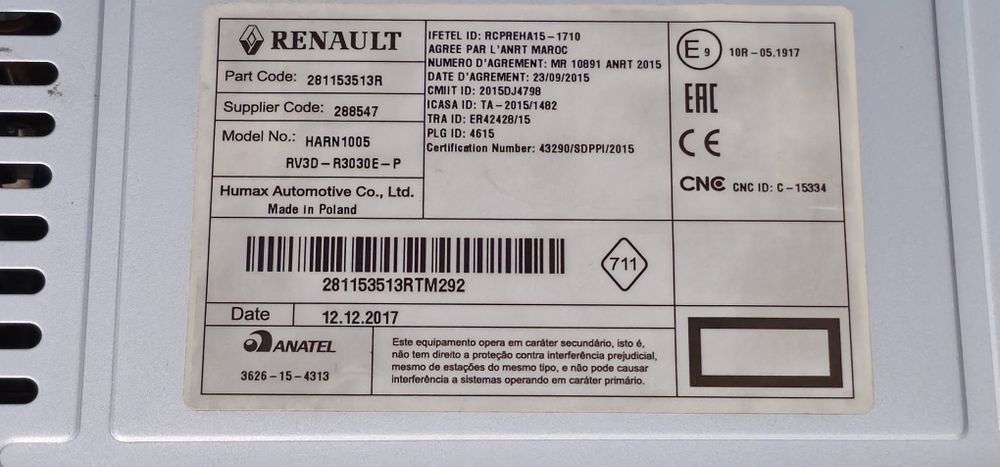 RENAULT
Part Code: 281153513R
Supplier Code: 288547
Model No.: HARN1005
RV3D-R3030E-P
Humax Automotive Co., Ltd.
Made in Poland
IFETEL ID: RCPREHA15-1710
AGREE PAR L'ANRT MAROC
NUMERO D'AGREMENT: MR 10891 ANRT 2015
DATE D'AGREMENT: 23/09/2015
CMIIT ID: 2015DJ4798
ICASA ID: TA-2015/1482
TRA ID: ER42428/15
PLG ID: 4615
Certification Number: 43290/SDPPI/2015
E9 10R-05.1917
EAC
CE
CNC CNC ID: C-15334
281153513RTM292
711
Date 12.12.2017
ANATEL
3626-15-4313
Este equipamento opera em caráter secundário, isto é,
não tem direito a proteção contra interferência prejudicial,
mesmo de estações do mesmo tipo, e não pode causar
interferência a sistemas operando em caráter primário.